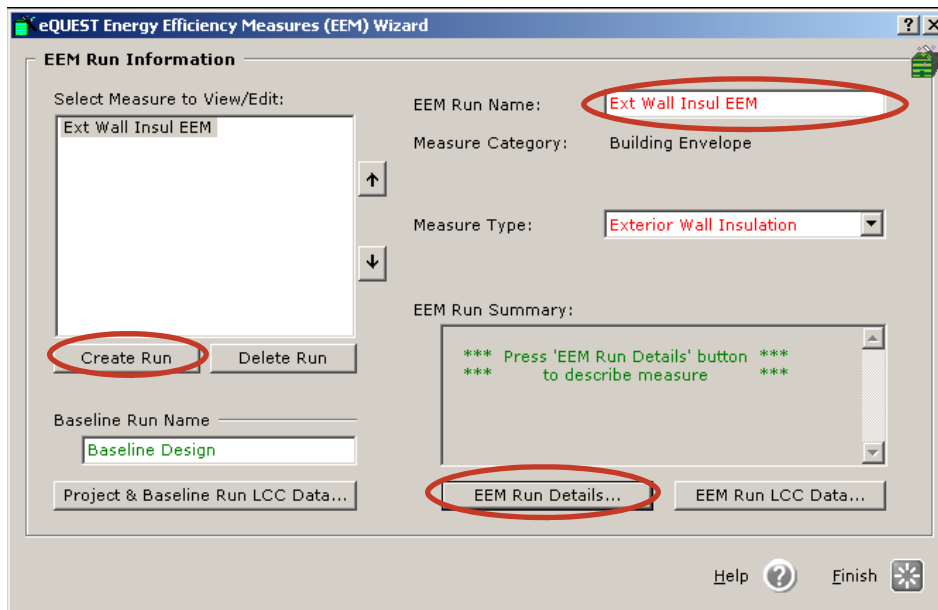 eQUEST Energy Efficiency Measures (EEM) Wizard
EEM Run Information
Select Measure to View/Edit:
Ext Wall Insul EEM
Create Run
Delete Run
Baseline Run Name
Baseline Design
Project & Baseline Run LCC Data...
EEM Run Name:
Ext Wall Insul EEM
Measure Category:
Building Envelope
Measure Type:
Exterior Wall Insulation
EEM Run Summary:
*** Press 'EEM Run Details' button ***
*** to describe measure ***
EEM Run Details...
EEM Run LCC Data...
Help
Finish